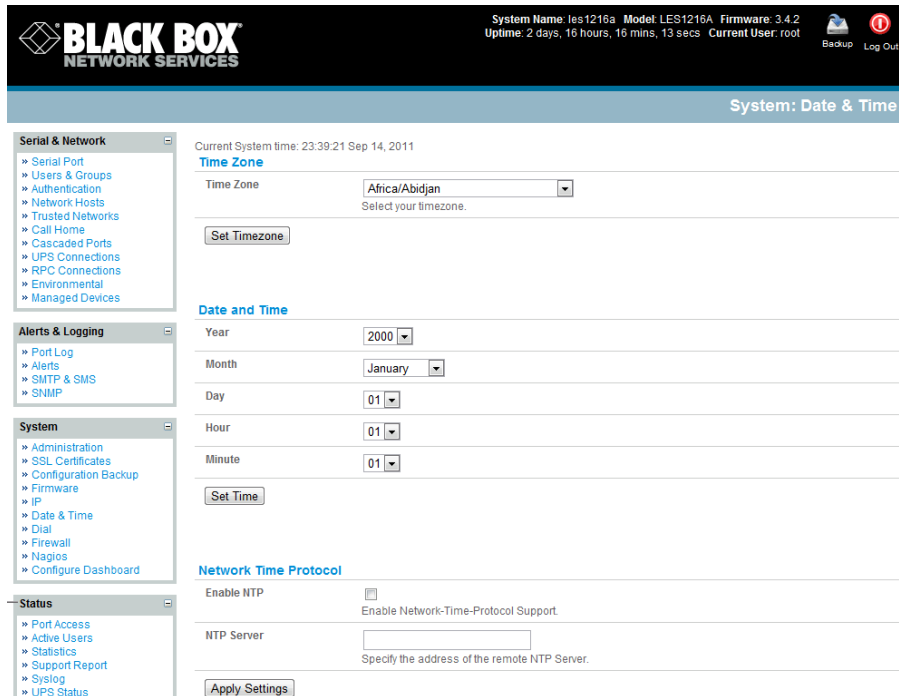 BLACK BOX
NETWORK SERVICES
System Name: les1216a Model: LES1216A Firmware: 3.4.2
Uptime: 2 days, 16 hours, 16 mins, 13 secs Current User: root
Backup
Log Out
System: Date & Time
Serial & Network
» Serial Port
» Users & Groups
» Authentication
» Network Hosts
» Trusted Networks
» Call Home
» Cascaded Ports
» UPS Connections
» RPC Connections
» Environmental
» Managed Devices
Alerts & Logging
» Port Log
» Alerts
» SMTP & SMS
» SNMP
System
» Administration
» SSL Certificates
» Configuration Backup
» Firmware
» IP
» Date & Time
» Dial
» Firewall
» Nagios
» Configure Dashboard
Status
» Port Access
» Active Users
» Statistics
» Support Report
» Syslog
» UPS Status
Current System time: 23:39:21 Sep 14, 2011
Time Zone
Time Zone
Africa/Abidjan
Select your timezone.
Set Timezone
Date and Time
Year
2000
Month
January
Day
01
Hour
01
Minute
01
Set Time
Network Time Protocol
Enable NTP
Enable Network-Time-Protocol Support.
NTP Server
Specify the address of the remote NTP Server.
Apply Settings